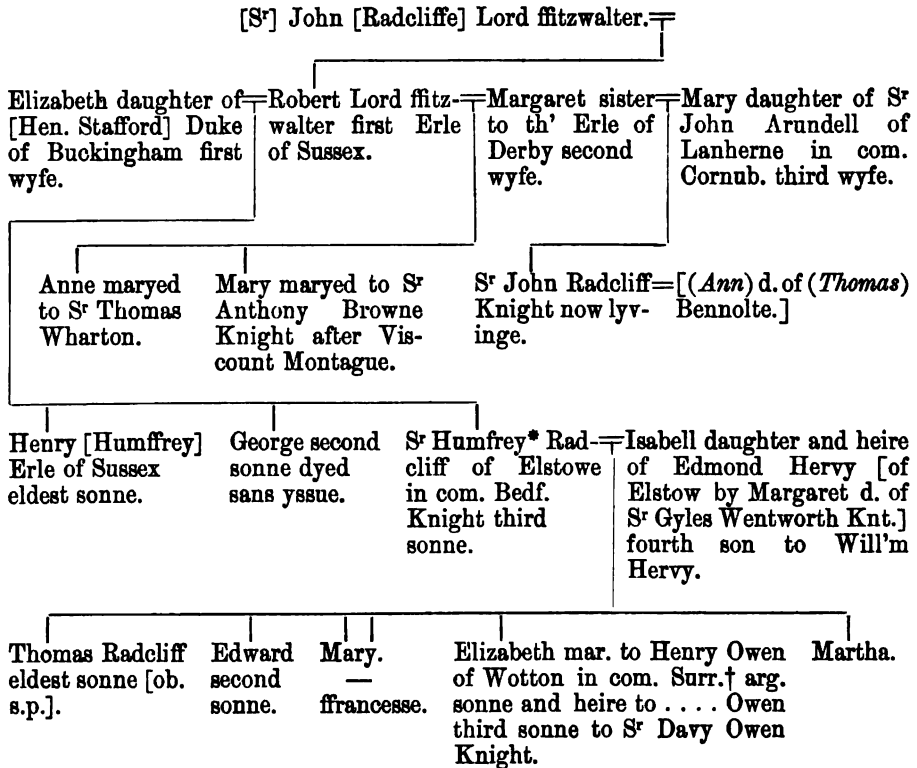 [Sr] John [Radcliffe] Lord ffitzwalter.
Elizabeth daughter of
[Hen. Stafford] Duke
of Buckingham first
wyfe.
Robert Lord ffitz-
walter first Erle
of Sussex.
Margaret sister
to th' Erle of
Derby second
wyfe.
Mary daughter of Sr
John Arundell of
Lanherne in com.
Cornub. third wyfe.
Anne maryed
to Sr Thomas
Wharton.
Mary maryed to Sr
Anthony Browne
Knight after Vis-
count Montague.
Sr John Radcliff=
Knight now lyv-
inge.
[(Ann) d. of (Thomas)
Bennolte.]
Henry [Humffrey]
Erle of Sussex
eldest sonne.
George second
sonne dyed
sans yssue.
Sr Humfrey* Rad-
cliff of Elstowe
in com. Bedf.
Knight third
sonne.
Isabell daughter and heire
of Edmond Hervy [of
Elstow by Margaret d. of
Sr Gyles Wentworth Knt.]
fourth son to Will'm
Hervy.
Thomas Radcliff
eldest sonne [ob.
s.p.].
Edward
second
sonne.
Mary.
—
ffrancesse.
Elizabeth mar. to Henry Owen
of Wotton in com. Surr.† arg.
sonne and heire to .... Owen
third sonne to Sr Davy Owen
Knight.
Martha.